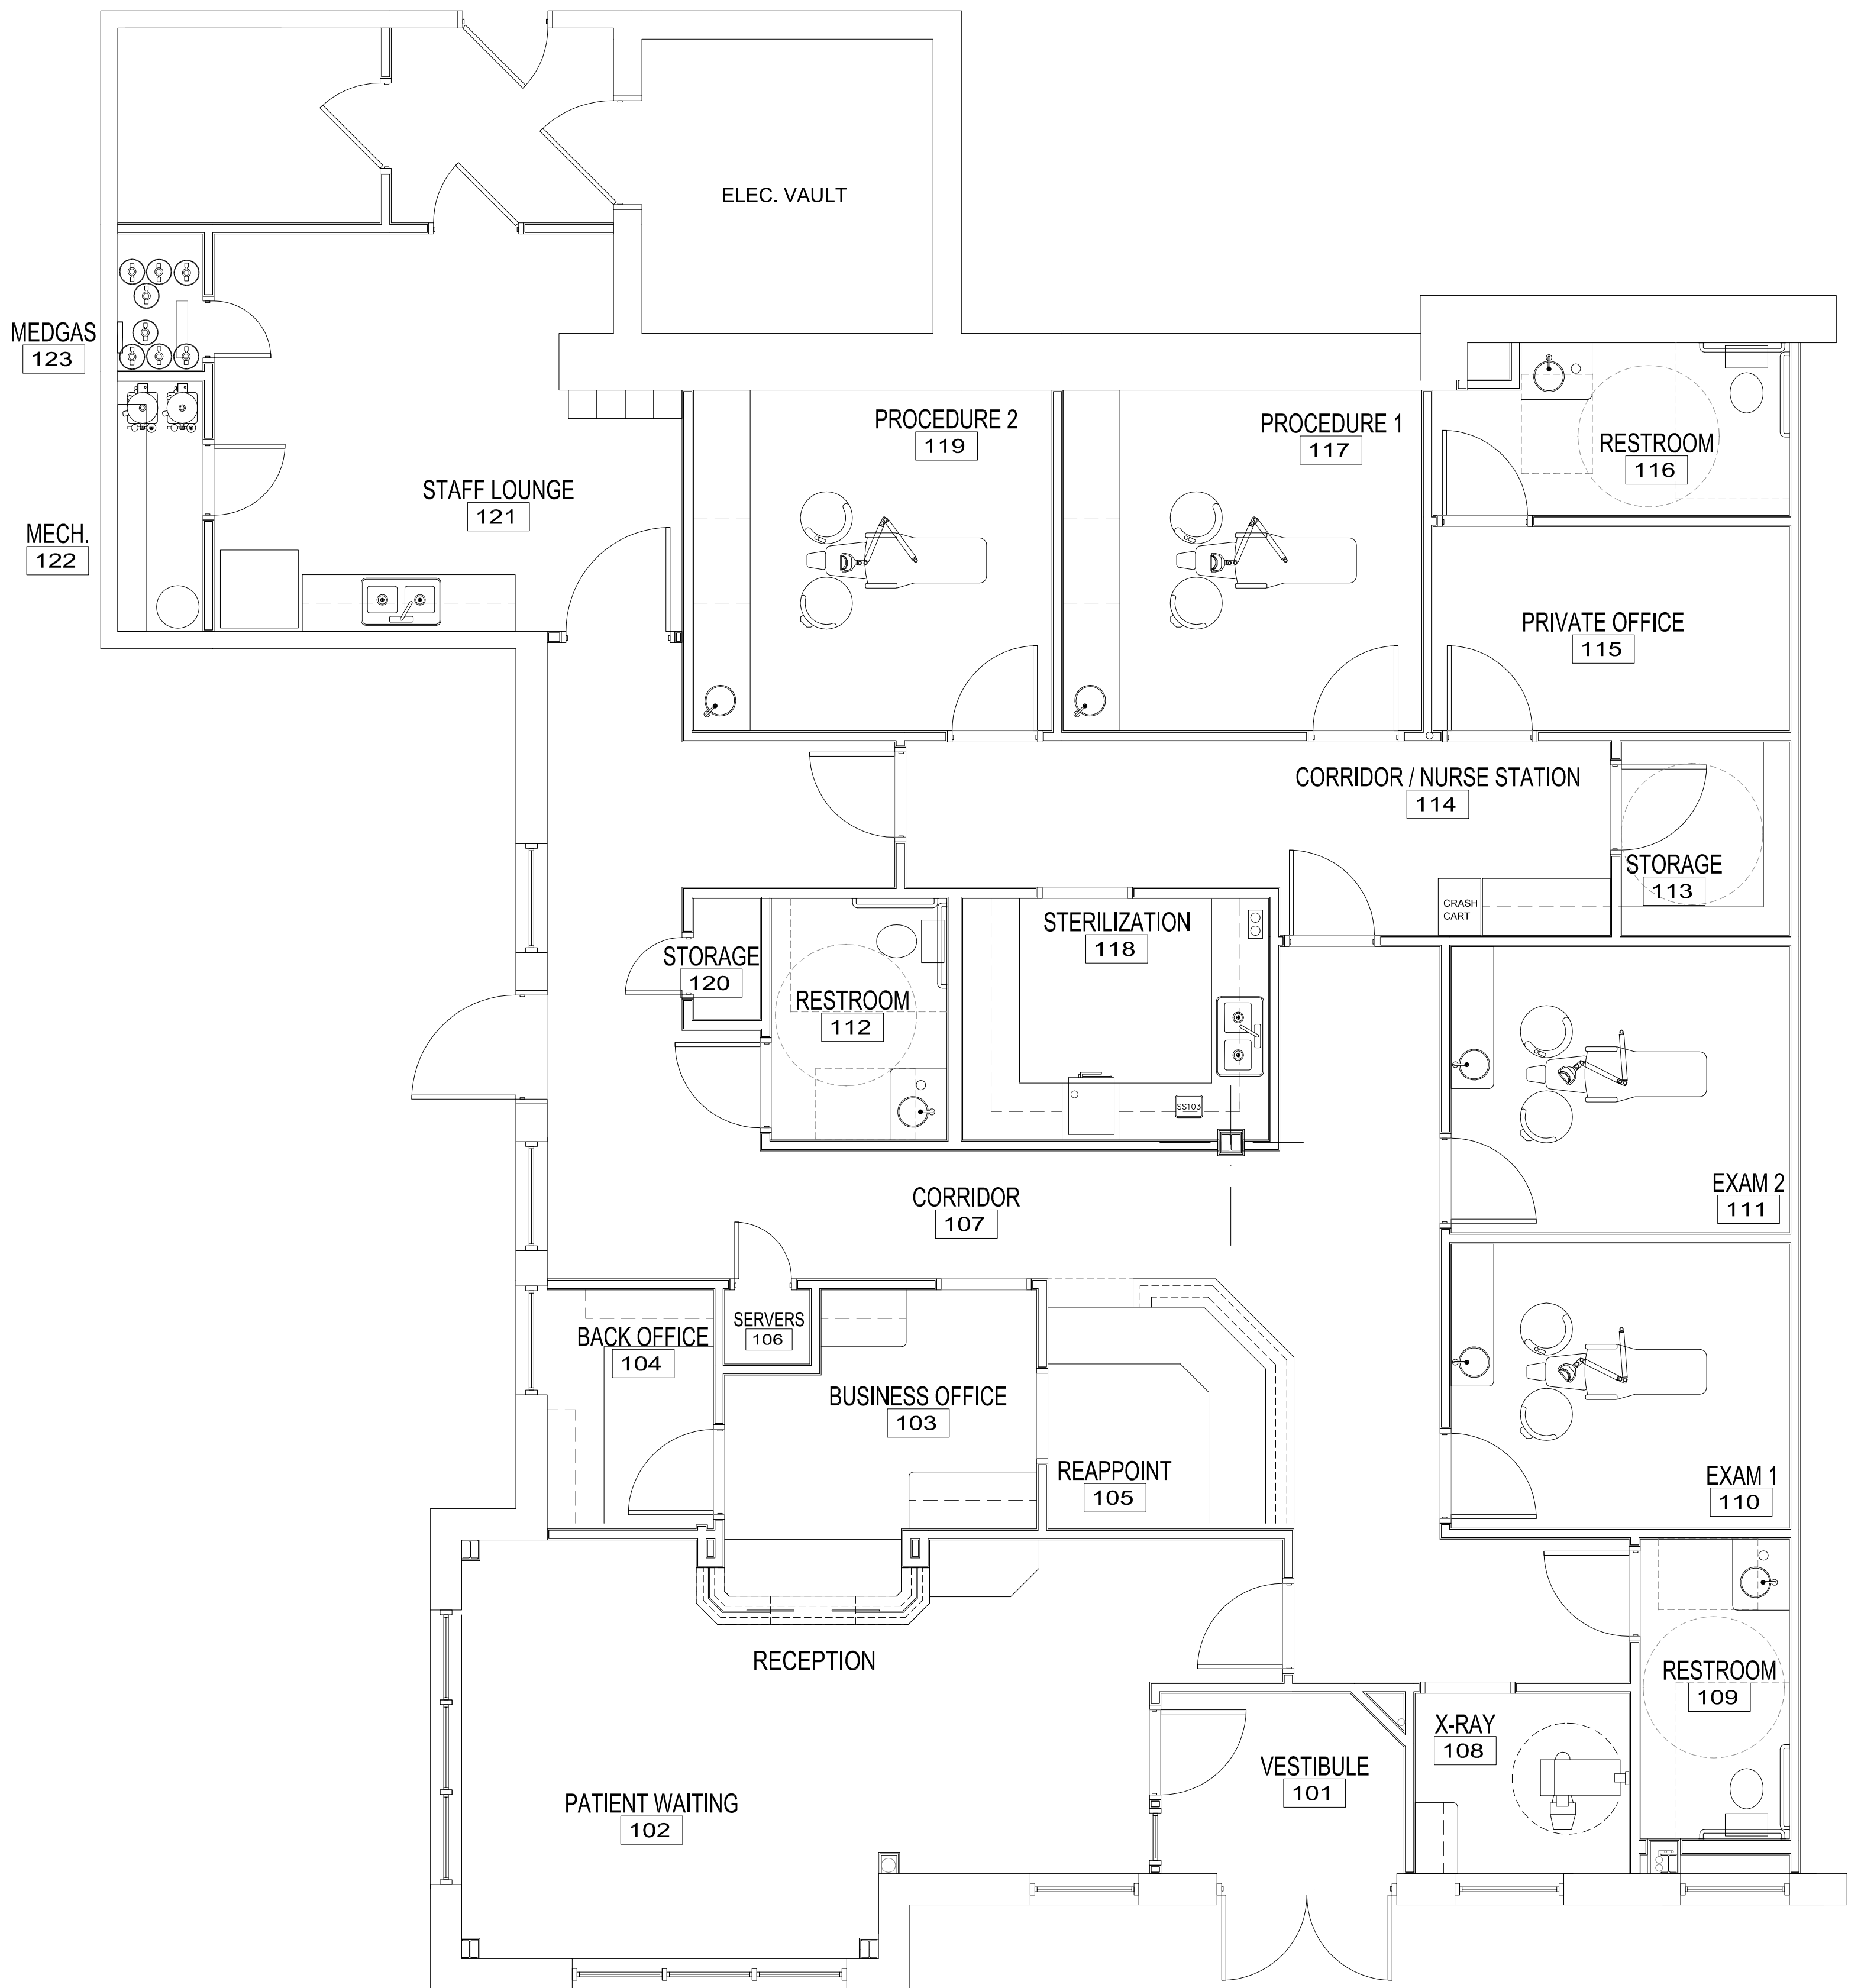 ELEC. VAULT
MEDGAS
123
PROCEDURE 2
119
PROCEDURE 1
117
RESTROOM
116
STAFF LOUNGE
121
MECH.
122
PRIVATE OFFICE
115
CORRIDOR / NURSE STATION
114
STORAGE
113
CRASH
CART
STERILIZATION
118
STORAGE
120
RESTROOM
112
SS103
EXAM 2
111
CORRIDOR
107
SERVERS
106
BACK OFFICE
104
BUSINESS OFFICE
103
REAPPOINT
105
EXAM 1
110
RECEPTION
RESTROOM
109
X-RAY
108
VESTIBULE
101
PATIENT WAITING
102